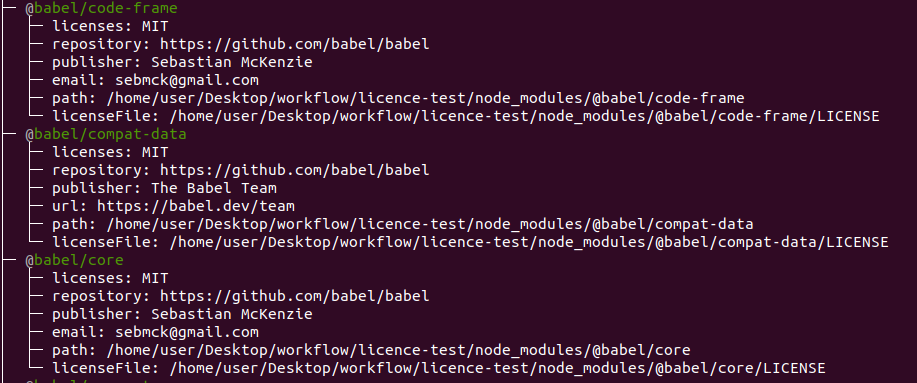 @babel/code-frame
licenses: MIT
repository: https://github.com/babel/babel
publisher: Sebastian McKenzie
email: sebmck@gmail.com
path: /home/user/Desktop/workflow/licence-test/node_modules/@babel/code-frame
licenseFile: /home/user/Desktop/workflow/licence-test/node_modules/@babel/code-frame/LICENSE
@babel/compat-data
licenses: MIT
repository: https://github.com/babel/babel
publisher: The Babel Team
url: https://babel.dev/team
path: /home/user/Desktop/workflow/licence-test/node_modules/@babel/compat-data
licenseFile: /home/user/Desktop/workflow/licence-test/node_modules/@babel/compat-data/LICENSE
@babel/core
licenses: MIT
repository: https://github.com/babel/babel
publisher: Sebastian McKenzie
email: sebmck@gmail.com
path: /home/user/Desktop/workflow/licence-test/node_modules/@babel/core
licenseFile: /home/user/Desktop/workflow/licence-test/node_modules/@babel/core/LICENSE